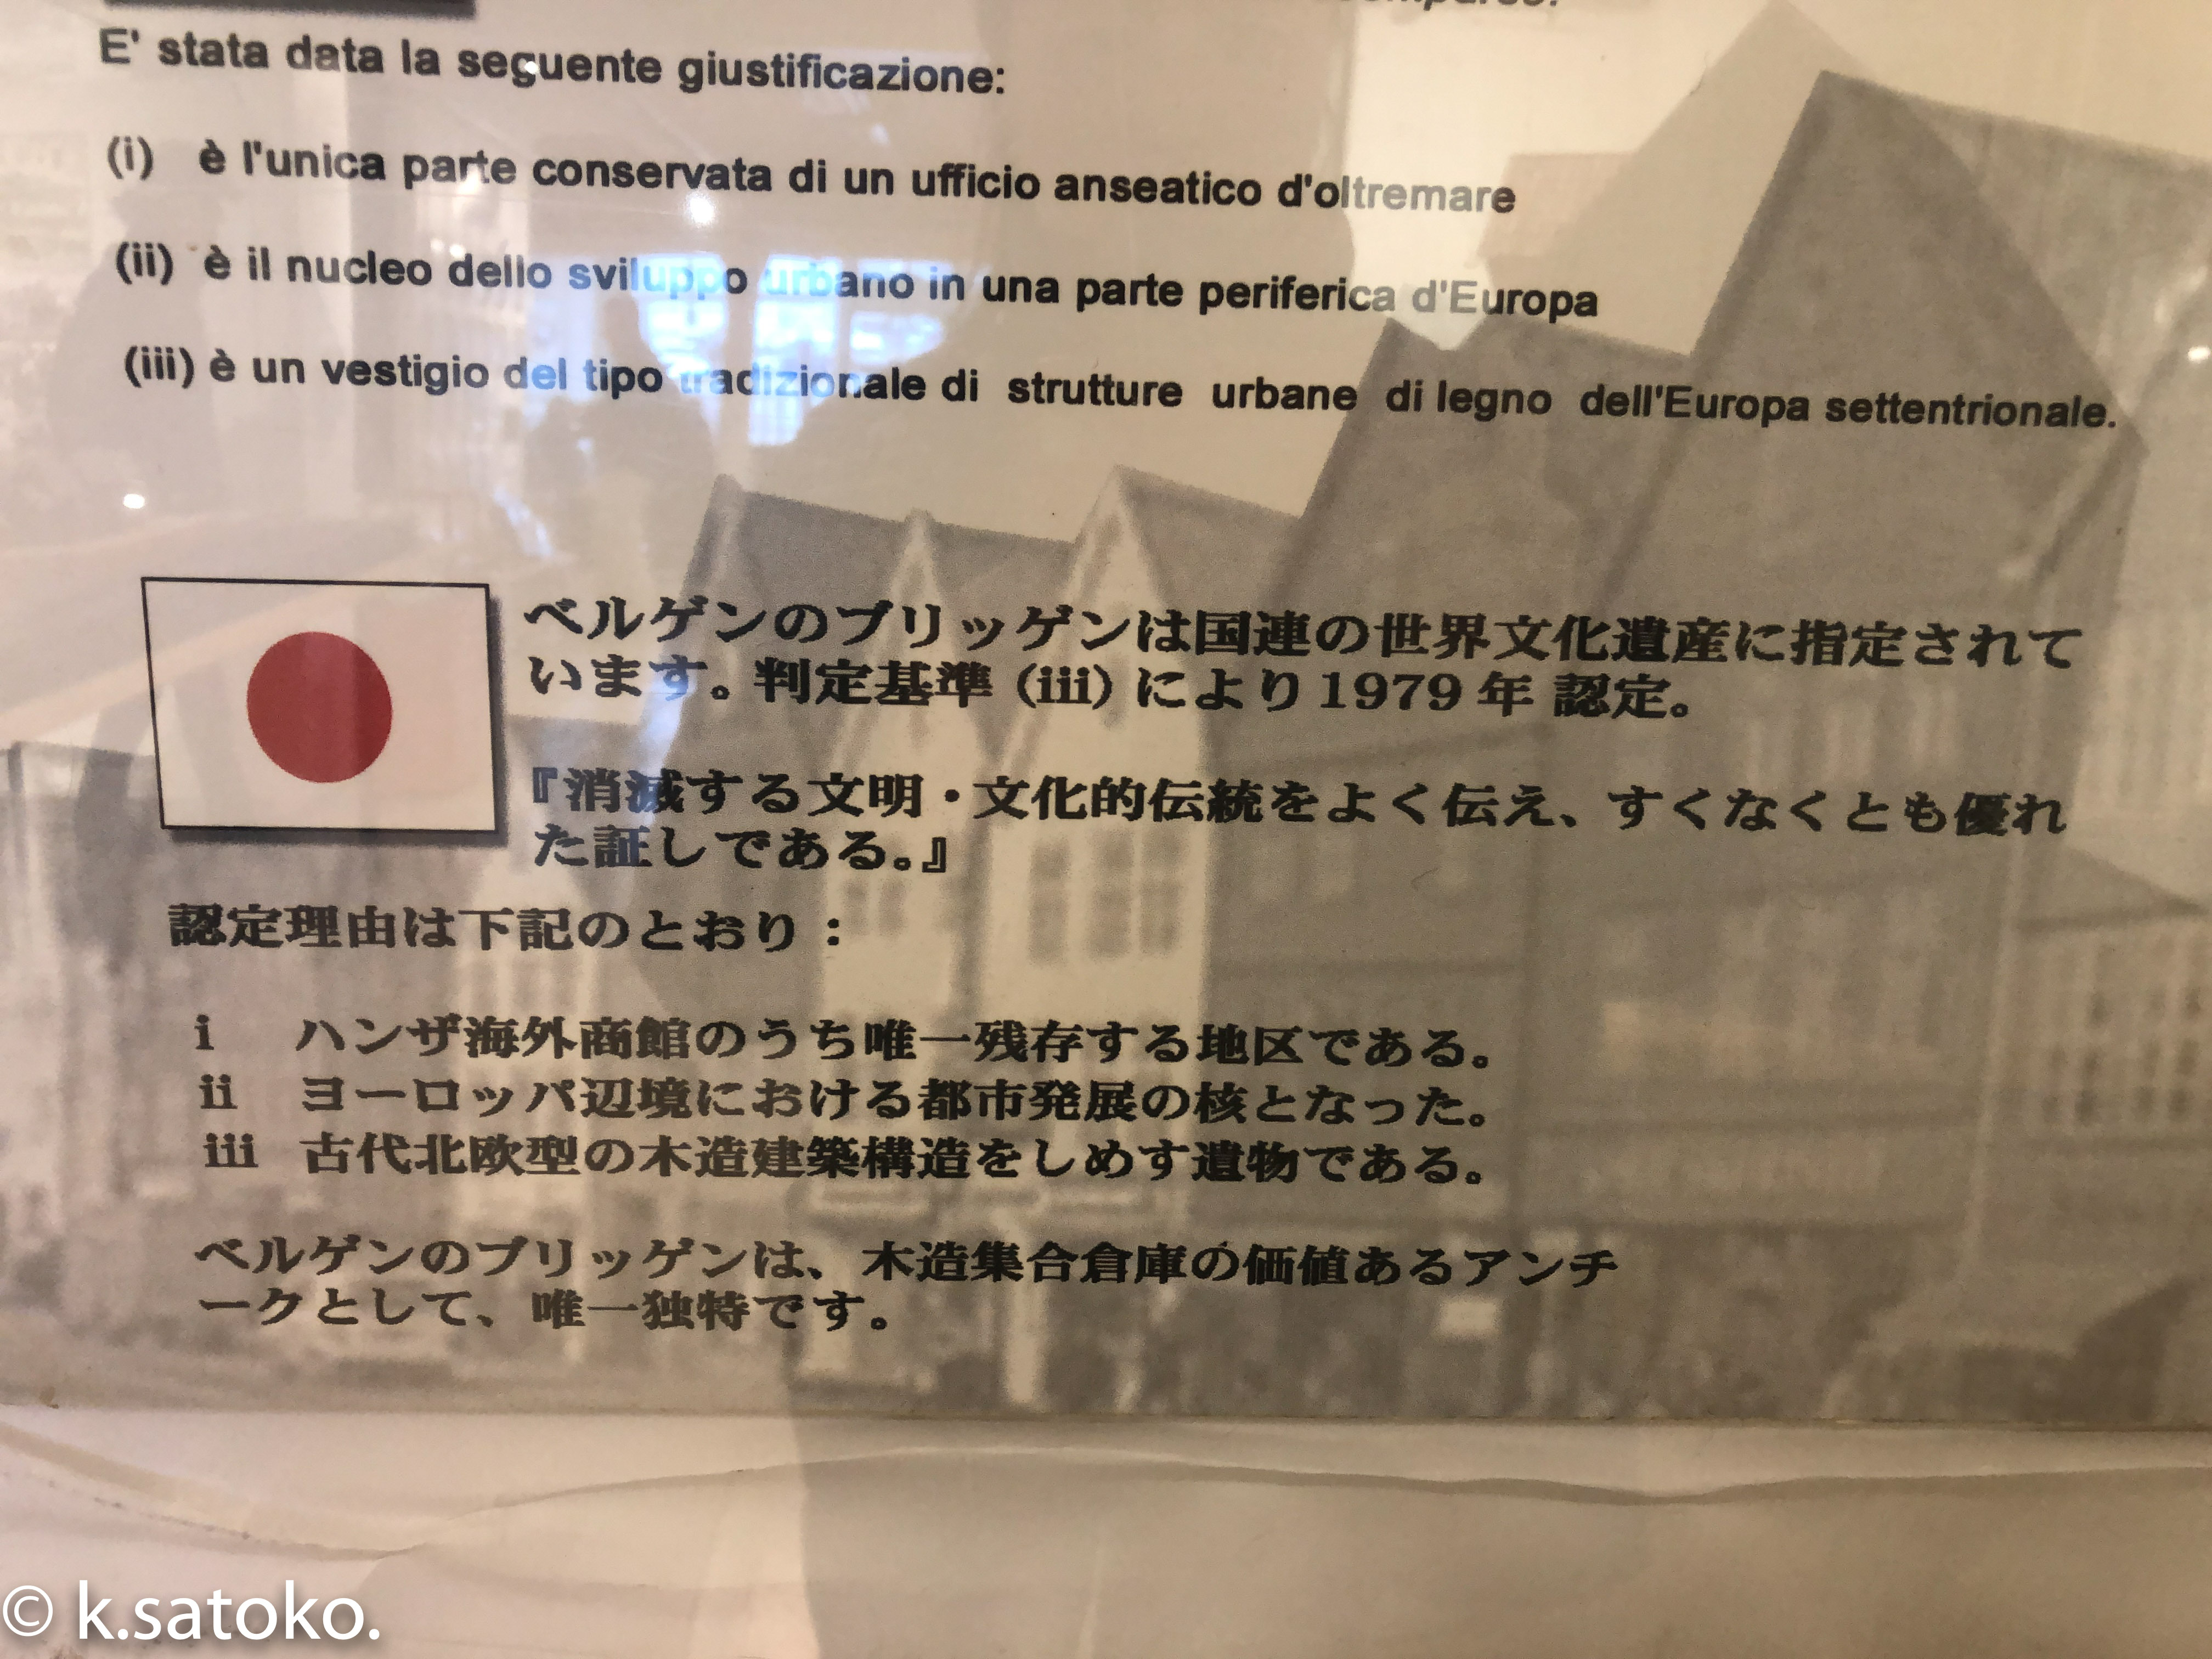 E' stata data la seguente giustificazione:
(i) è l'unica parte conservata di un ufficio anseatico d'oltremare
(ii) è il nucleo dello sviluppo urbano in una parte periferica d'Europa
(iii) è un vestigio del tipo tradizionale di strutture urbane di legno dell'Europa settentrionale.
ベルゲンのブリッゲンは国連の世界文化遺産に指定されて
います。判定基準 (iii) により1979年 認定。
『消滅する文明・文化的伝統をよく伝え、すくなくとも優れ
た証しである。』
認定理由は下記のとおり：
i ハンザ海外商館のうち唯一残存する地区である。
ii ヨーロッパ辺境における都市発展の核となった。
iii 古代北欧型の木造建築構造をしめす遺物である。
ベルゲンのブリッゲンは、木造集合倉庫の価値あるアンチ
ークとして、唯一独特です。
© k.satoko.